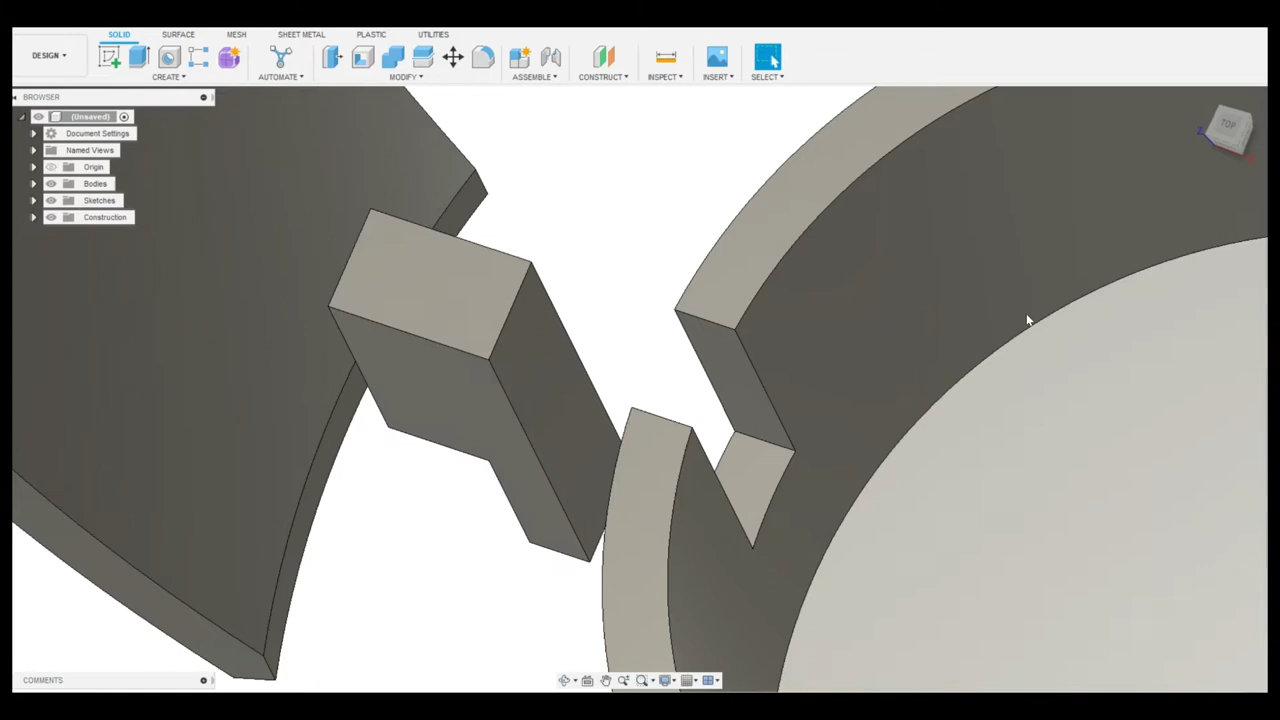 SOLID SURFACE MESH SHEET METAL PLASTIC UTILITIES
DESIGN
CREATE AUTOMATE MODIFY ASSEMBLE CONSTRUCT INSPECT INSERT SELECT
BROWSER
(Unsaved)
Document Settings
Named Views
Origin
Bodies
Sketches
Construction
TOP
Z
X
COMMENTS